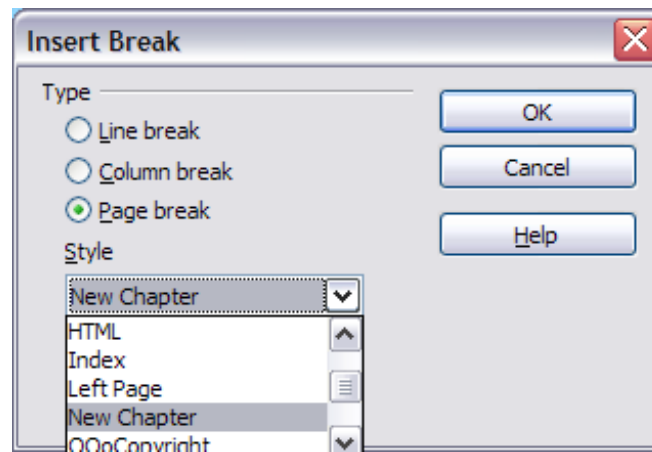 Insert Break
Type
Line break
Column break
Page break
Style
New Chapter
HTML
Index
Left Page
New Chapter
OOoCopyright
OK
Cancel
Help